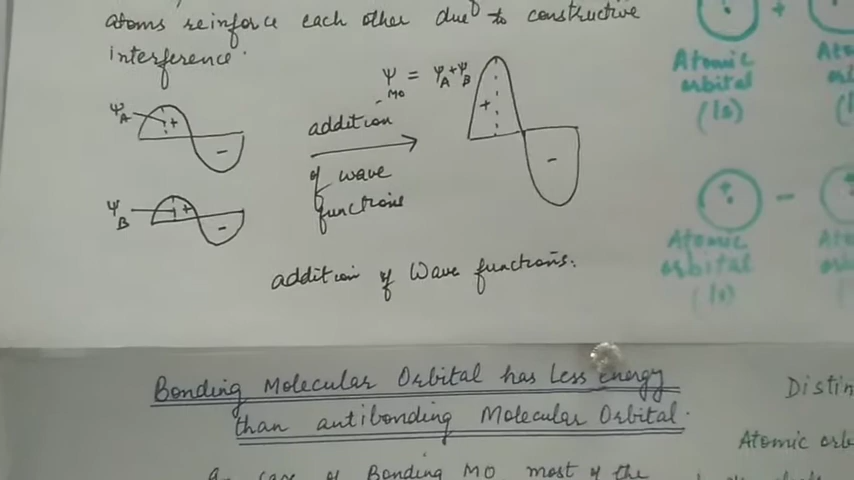 atoms reinforce each other due to constructive
interference.
ΨA
+
-
ΨB
+
-
addition
of wave
functions
ΨMO = ΨA+ΨB
+
-
addition of Wave functions.
+
Atomic
orbital
(1s)
+
-
Atomic
orbital
(1s)
Bonding Molecular Orbital has Less energy
than antibonding Molecular Orbital.
case of Bonding MO most of the
Distin
Atomic orb